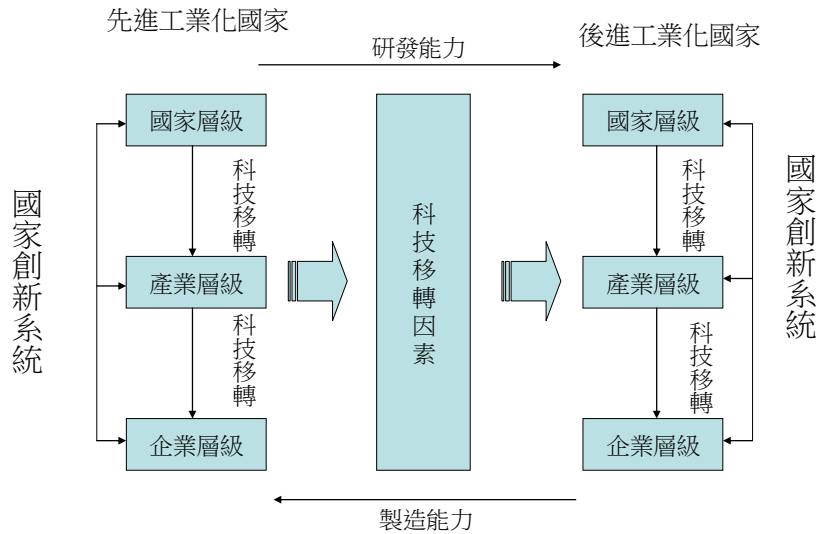 先進工業化國家
後進工業化國家
研發能力
國家層級
國家層級
科技移轉
科技移轉
國家創新系統
科技移轉因素
國家創新系統
產業層級
產業層級
科技移轉
科技移轉
企業層級
企業層級
製造能力